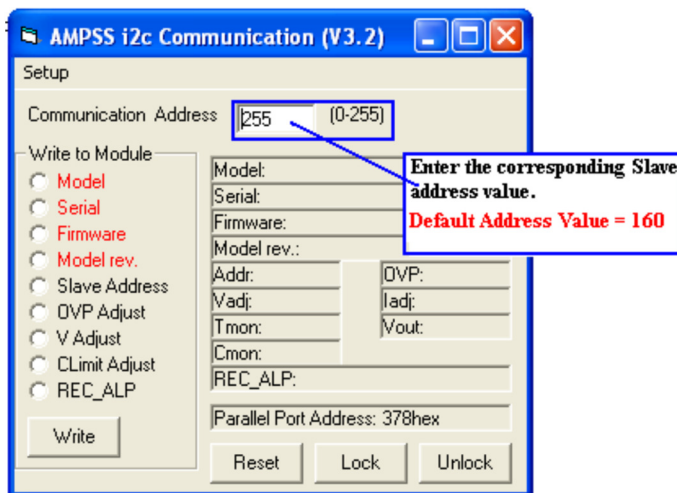 AMPSS i2c Communication (V3.2)
Setup
Communication Address 255 (0-255)
Enter the corresponding Slave
address value.
Default Address Value = 160
Write to Module
Model
Serial
Firmware
Model rev.
Slave Address
OVP Adjust
V Adjust
CLimit Adjust
REC_ALP
Write
Model:
Serial:
Firmware:
Model rev.:
Addr: OVP:
Vadj: Iadj:
Tmon: Vout:
Cmon:
REC_ALP:
Parallel Port Address: 378hex
Reset Lock Unlock